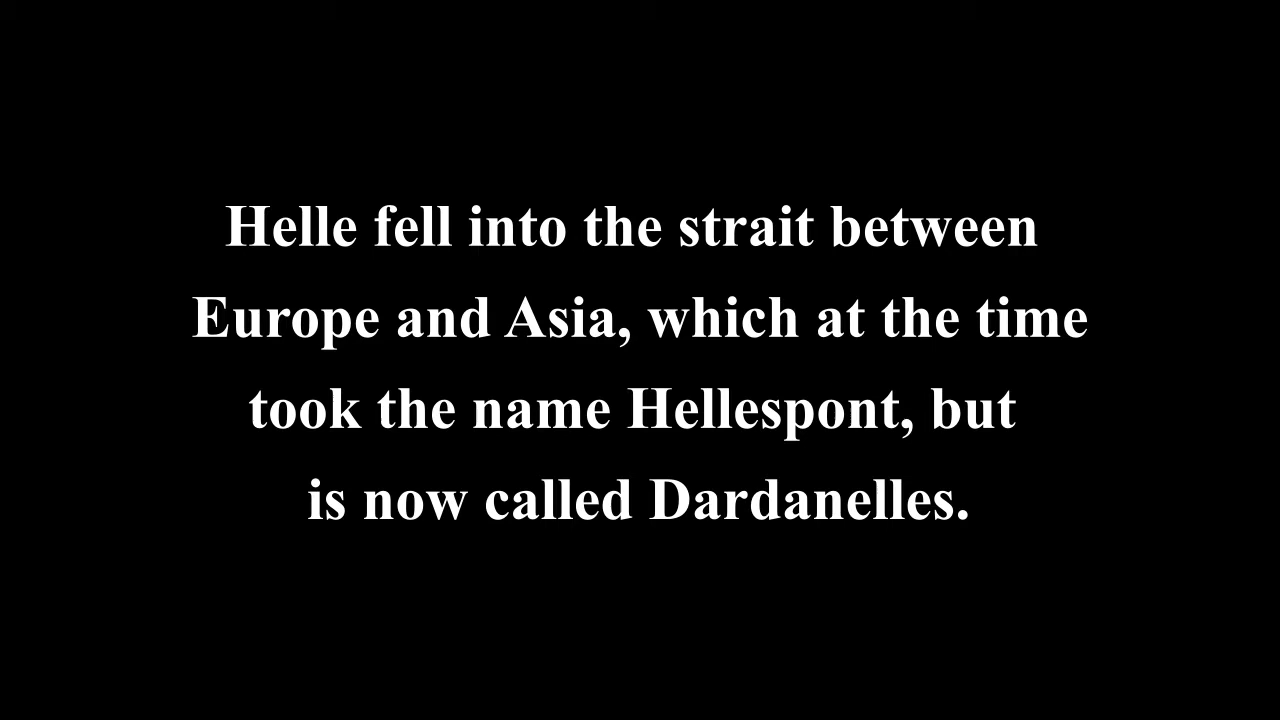 Helle fell into the strait between
Europe and Asia, which at the time
took the name Hellespont, but
is now called Dardanelles.